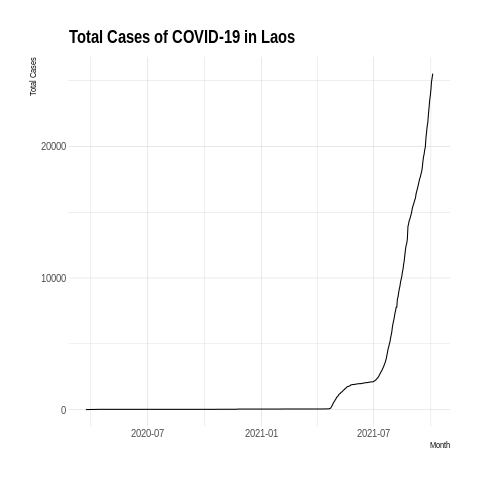 Total Cases of COVID-19 in Laos
Total Cases
20000
10000
0
2020-07
2021-01
2021-07
Month